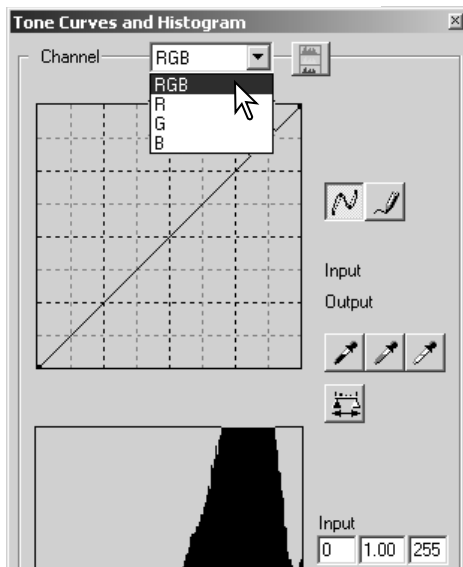 Tone Curves and Histogram
Channel RGB
RGB
R
G
B
Input
Output
Input
0 1.00 255